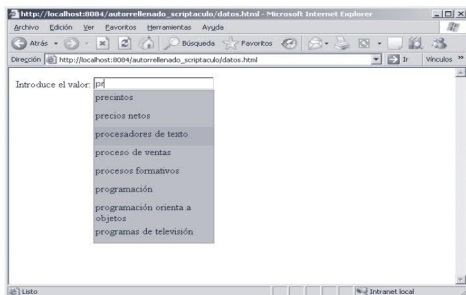 http://localhost:8084/autorrellenado_scriptaculo/datos.html - Microsoft Internet Explorer
Archivo Edición Ver Favoritos Herramientas Ayuda
Atrás Búsqueda Favoritos
Dirección http://localhost:8084/autorrellenado_scriptaculo/datos.html Ir Vínculos »
Introduce el valor: pr
precintos
precios netos
procesadores de texto
proceso de ventas
procesos formativos
programación
programación orienta a
objetos
programas de televisión
Listo Intranet local